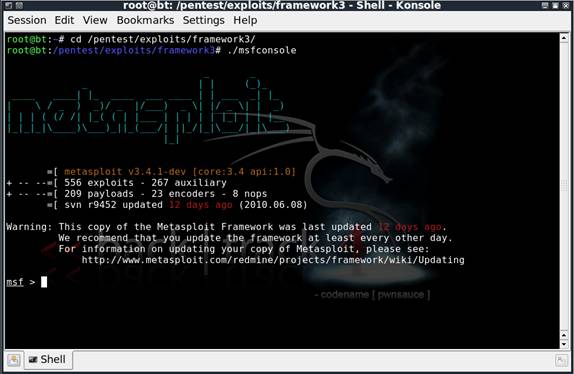 root@bt: /pentest/exploits/framework3 - Shell - Konsole
Session Edit View Bookmarks Settings Help
root@bt:~# cd /pentest/exploits/framework3/
root@bt:/pentest/exploits/framework3# ./msfconsole
metasploit
=[ metasploit v3.4.1-dev [core:3.4 api:1.0]
+ -- --=[ 556 exploits - 267 auxiliary
+ -- --=[ 209 payloads - 23 encoders - 8 nops
=[ svn r9452 updated 12 days ago (2010.06.08)
Warning: This copy of the Metasploit Framework was last updated 12 days ago.
We recommend that you update the framework at least every other day.
For information on updating your copy of Metasploit, please see:
http://www.metasploit.com/redmine/projects/framework/wiki/Updating
msf >
- codename [ pwnsauce ]
Shell